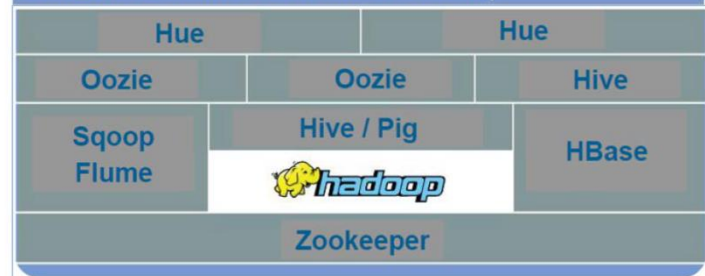 Hue Hue
Oozie Oozie Hive
Sqoop
Flume
Hive / Pig
hadoop
HBase
Zookeeper